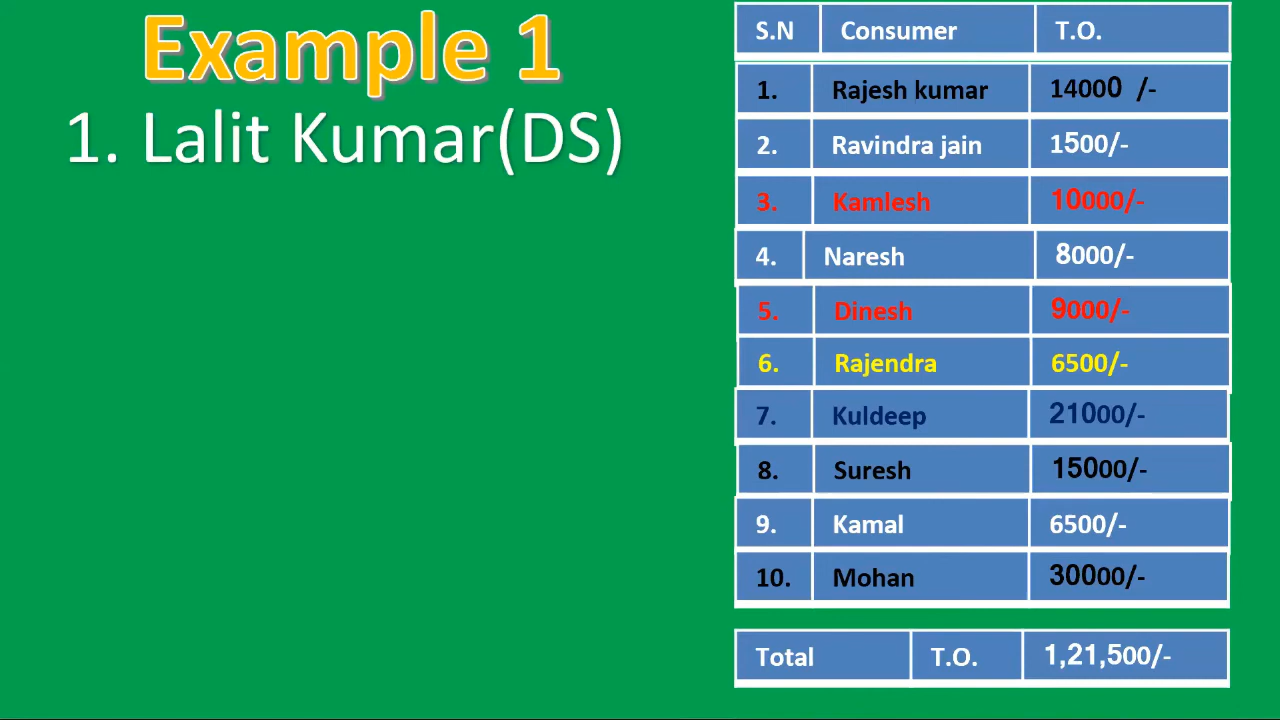 Example 1
1. Lalit Kumar(DS)
S.N Consumer T.O.
1. Rajesh kumar 14000 /-
2. Ravindra jain 1500/-
3. Kamlesh 10000/-
4. Naresh 8000/-
5. Dinesh 9000/-
6. Rajendra 6500/-
7. Kuldeep 21000/-
8. Suresh 15000/-
9. Kamal 6500/-
10. Mohan 30000/-
Total T.O. 1,21,500/-